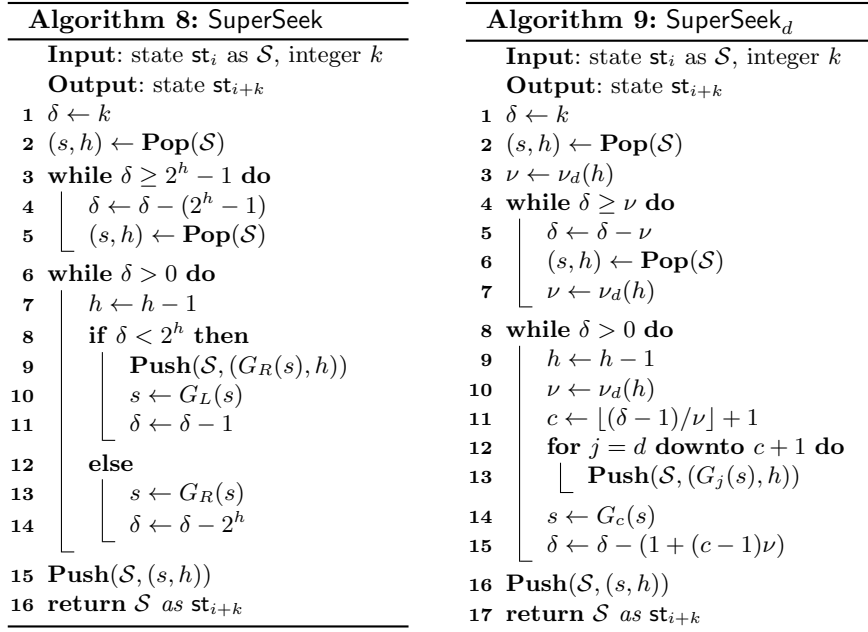 Algorithm 8: SuperSeek
Input: state st_i as 𝒮, integer k
Output: state st_{i+k}
1 δ ← k
2 (s, h) ← Pop(𝒮)
3 while δ ≥ 2^h − 1 do
4 δ ← δ − (2^h − 1)
5 (s, h) ← Pop(𝒮)
6 while δ > 0 do
7 h ← h − 1
8 if δ < 2^h then
9 Push(𝒮, (G_R(s), h))
10 s ← G_L(s)
11 δ ← δ − 1
12 else
13 s ← G_R(s)
14 δ ← δ − 2^h
15 Push(𝒮, (s, h))
16 return 𝒮 as st_{i+k}
Algorithm 9: SuperSeek_d
Input: state st_i as 𝒮, integer k
Output: state st_{i+k}
1 δ ← k
2 (s, h) ← Pop(𝒮)
3 ν ← ν_d(h)
4 while δ ≥ ν do
5 δ ← δ − ν
6 (s, h) ← Pop(𝒮)
7 ν ← ν_d(h)
8 while δ > 0 do
9 h ← h − 1
10 ν ← ν_d(h)
11 c ← ⌊(δ − 1)/ν⌋ + 1
12 for j = d downto c + 1 do
13 Push(𝒮, (G_j(s), h))
14 s ← G_c(s)
15 δ ← δ − (1 + (c − 1)ν)
16 Push(𝒮, (s, h))
17 return 𝒮 as st_{i+k}